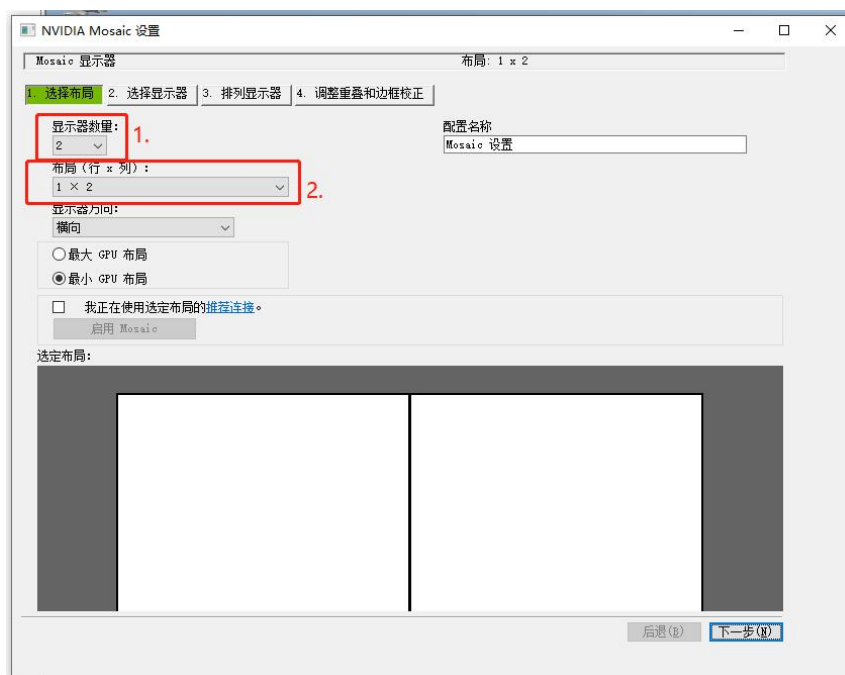 NVIDIA Mosaic 设置
Mosaic 显示器 布局: 1 x 2
1. 选择布局 2. 选择显示器 3. 排列显示器 4. 调整重叠和边框校正
显示器数量: 1. 配置名称
2 Mosaic 设置
布局(行 x 列):
1 × 2 2.
显示器方向:
横向
最大 GPU 布局
最小 GPU 布局
我正在使用选定布局的推荐连接。
启用 Mosaic
选定布局:
后退(B) 下一步(N)